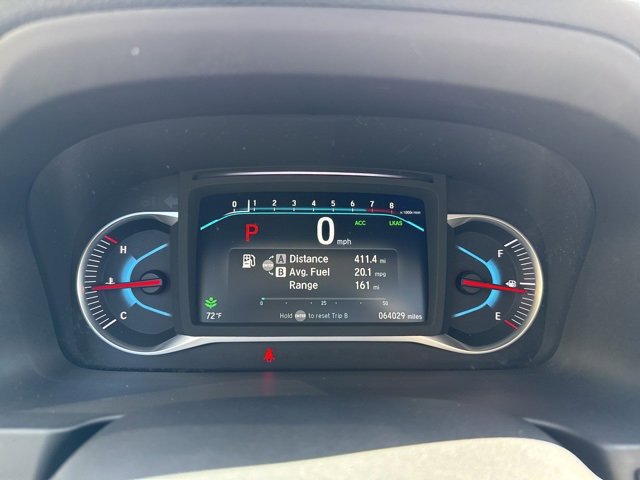 0 1 2 3 4 5 6 7 8 x 1000r/min
P 0 mph ACC LKAS
H
C
A Distance 411.4 mi
B Avg. Fuel 20.1 mpg
Range 161 mi
0 25 50
72°F Hold ENTER to reset Trip B 064029 miles
F
E